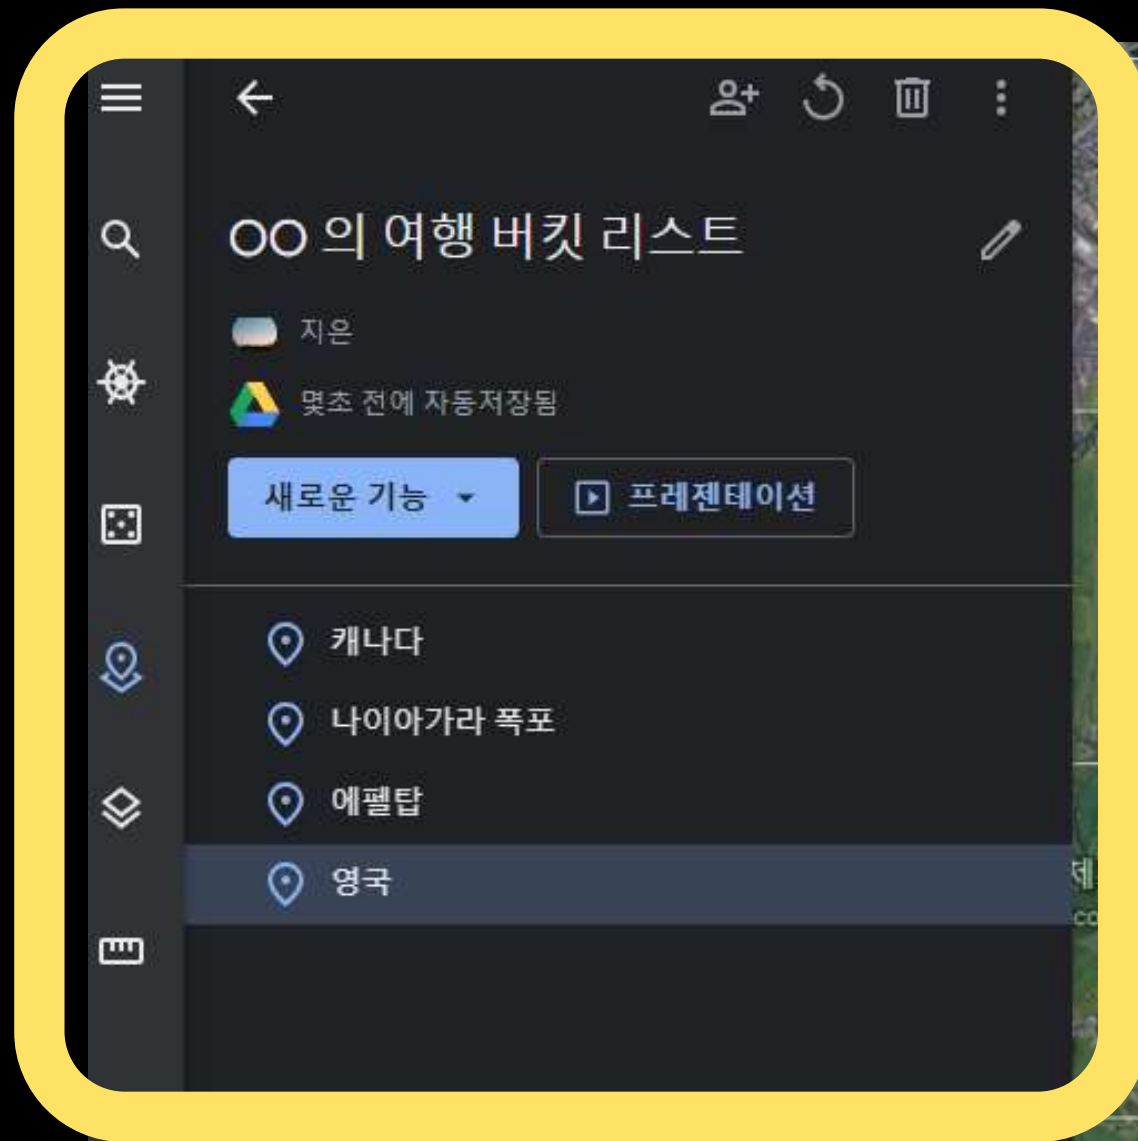 OO 의 여행 버킷 리스트
지은
몇초 전에 자동저장됨
새로운 기능
프레젠테이션
캐나다
나이아가라 폭포
에펠탑
영국
제
co